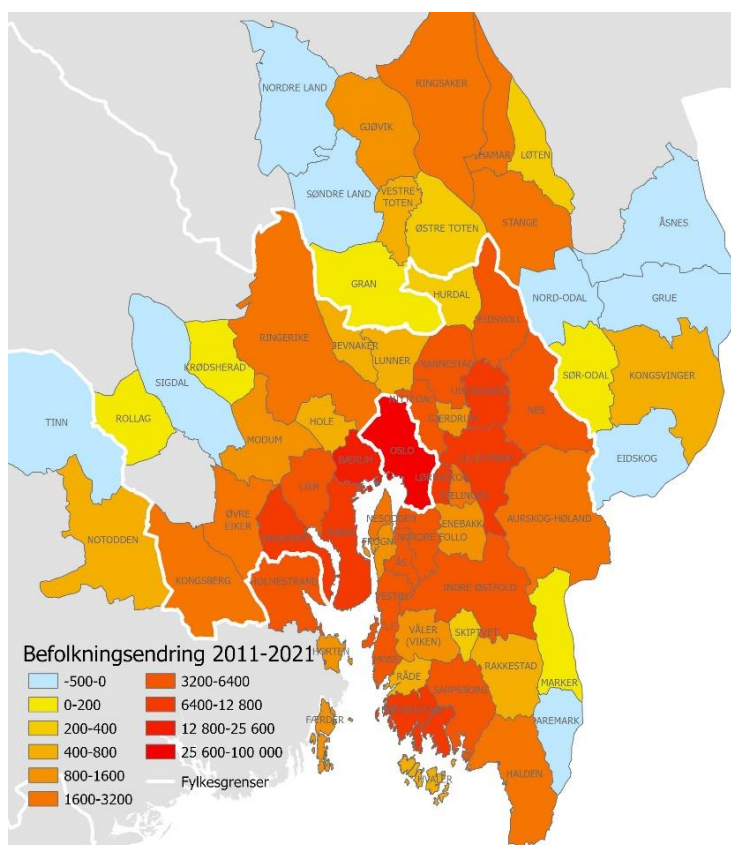 NORDRE LAND
RINGSAKER
GJØVIK
HAMAR
LØTEN
SØNDRE LAND
VESTRE
TOTEN
STANGE
ÅSNES
ØSTRE TOTEN
GRAN
HURDAL
NORD-ODAL
GRUE
EIDSVOLL
RINGERIKE
JEVNAKER
LUNNER
NANNESTAD
KRØDSHERAD
SIGDAL
SØR-ODAL
KONGSVINGER
ROLLAG
TINN
HOLE
GJERDRUM
NES
MODUM
OSLO
BÆRUM
EIDSKOG
LIER
ØVRE
EIKER
NESODDEN
ENEBAKK
AURSKOG-HØLAND
NOTODDEN
FROGN
NORDRE FOLLO
ÅS
KONGSBERG
HOLMESTRAND
VESTBY
INDRE ØSTFOLD
Befolkningsendring 2011-2021
HORTEN
VÅLER
(VIKEN)
SKIPTVET
MOSS
RAKKESTAD
MARKER
RÅDE
SARPSBORG
FÆRDER
AREMARK
HVALER
HALDEN
-500-0
0-200
200-400
400-800
800-1600
1600-3200
3200-6400
6400-12 800
12 800-25 600
25 600-100 000
Fylkesgrenser